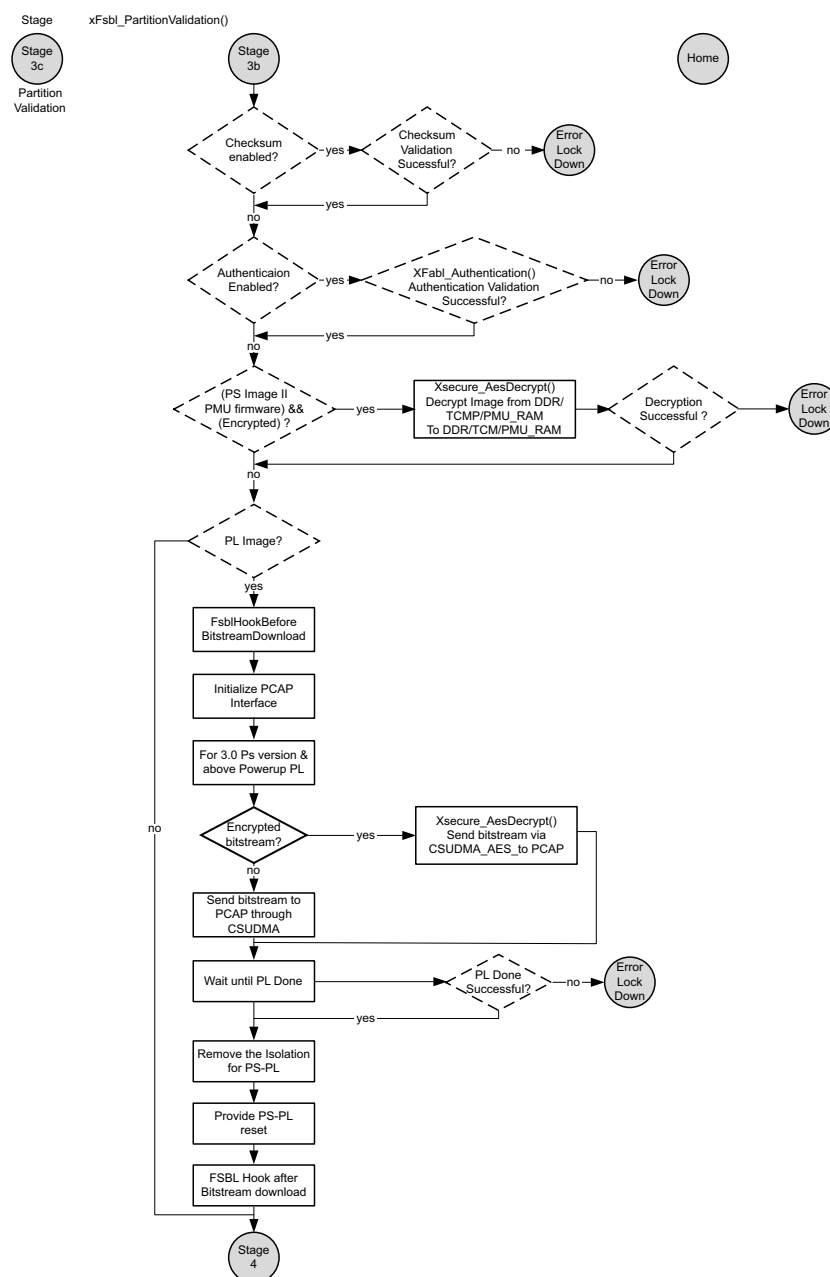 Stage
xFsbl_PartitionValidation()
Stage
3c
Partition
Validation
Stage
3b
Home
Checksum
enabled?
yes
Checksum
Validation
Sucessful?
no
Error
Lock
Down
yes
no
Authenticaion
Enabled?
yes
XFabl_Authentication()
Authentication Validation
Successful?
no
Error
Lock
Down
yes
no
(PS Image II
PMU firmware) &&
(Encrypted) ?
yes
Xsecure_AesDecrypt()
Decrypt Image from DDR/
TCMP/PMU_RAM
To DDR/TCM/PMU_RAM
Decryption
Successful ?
no
Error
Lock
Down
no
PL Image?
yes
FsblHookBefore
BitstreamDownload
Initialize PCAP
Interface
For 3.0 Ps version &
above Powerup PL
no
Encrypted
bitstream?
yes
Xsecure_AesDecrypt()
Send bitstream via
CSUDMA_AES_to PCAP
no
Send bitstream to
PCAP through
CSUDMA
Wait until PL Done
PL Done
Successful?
no
Error
Lock
Down
yes
Remove the Isolation
for PS-PL
Provide PS-PL
reset
FSBL Hook after
Bitstream download
Stage
4